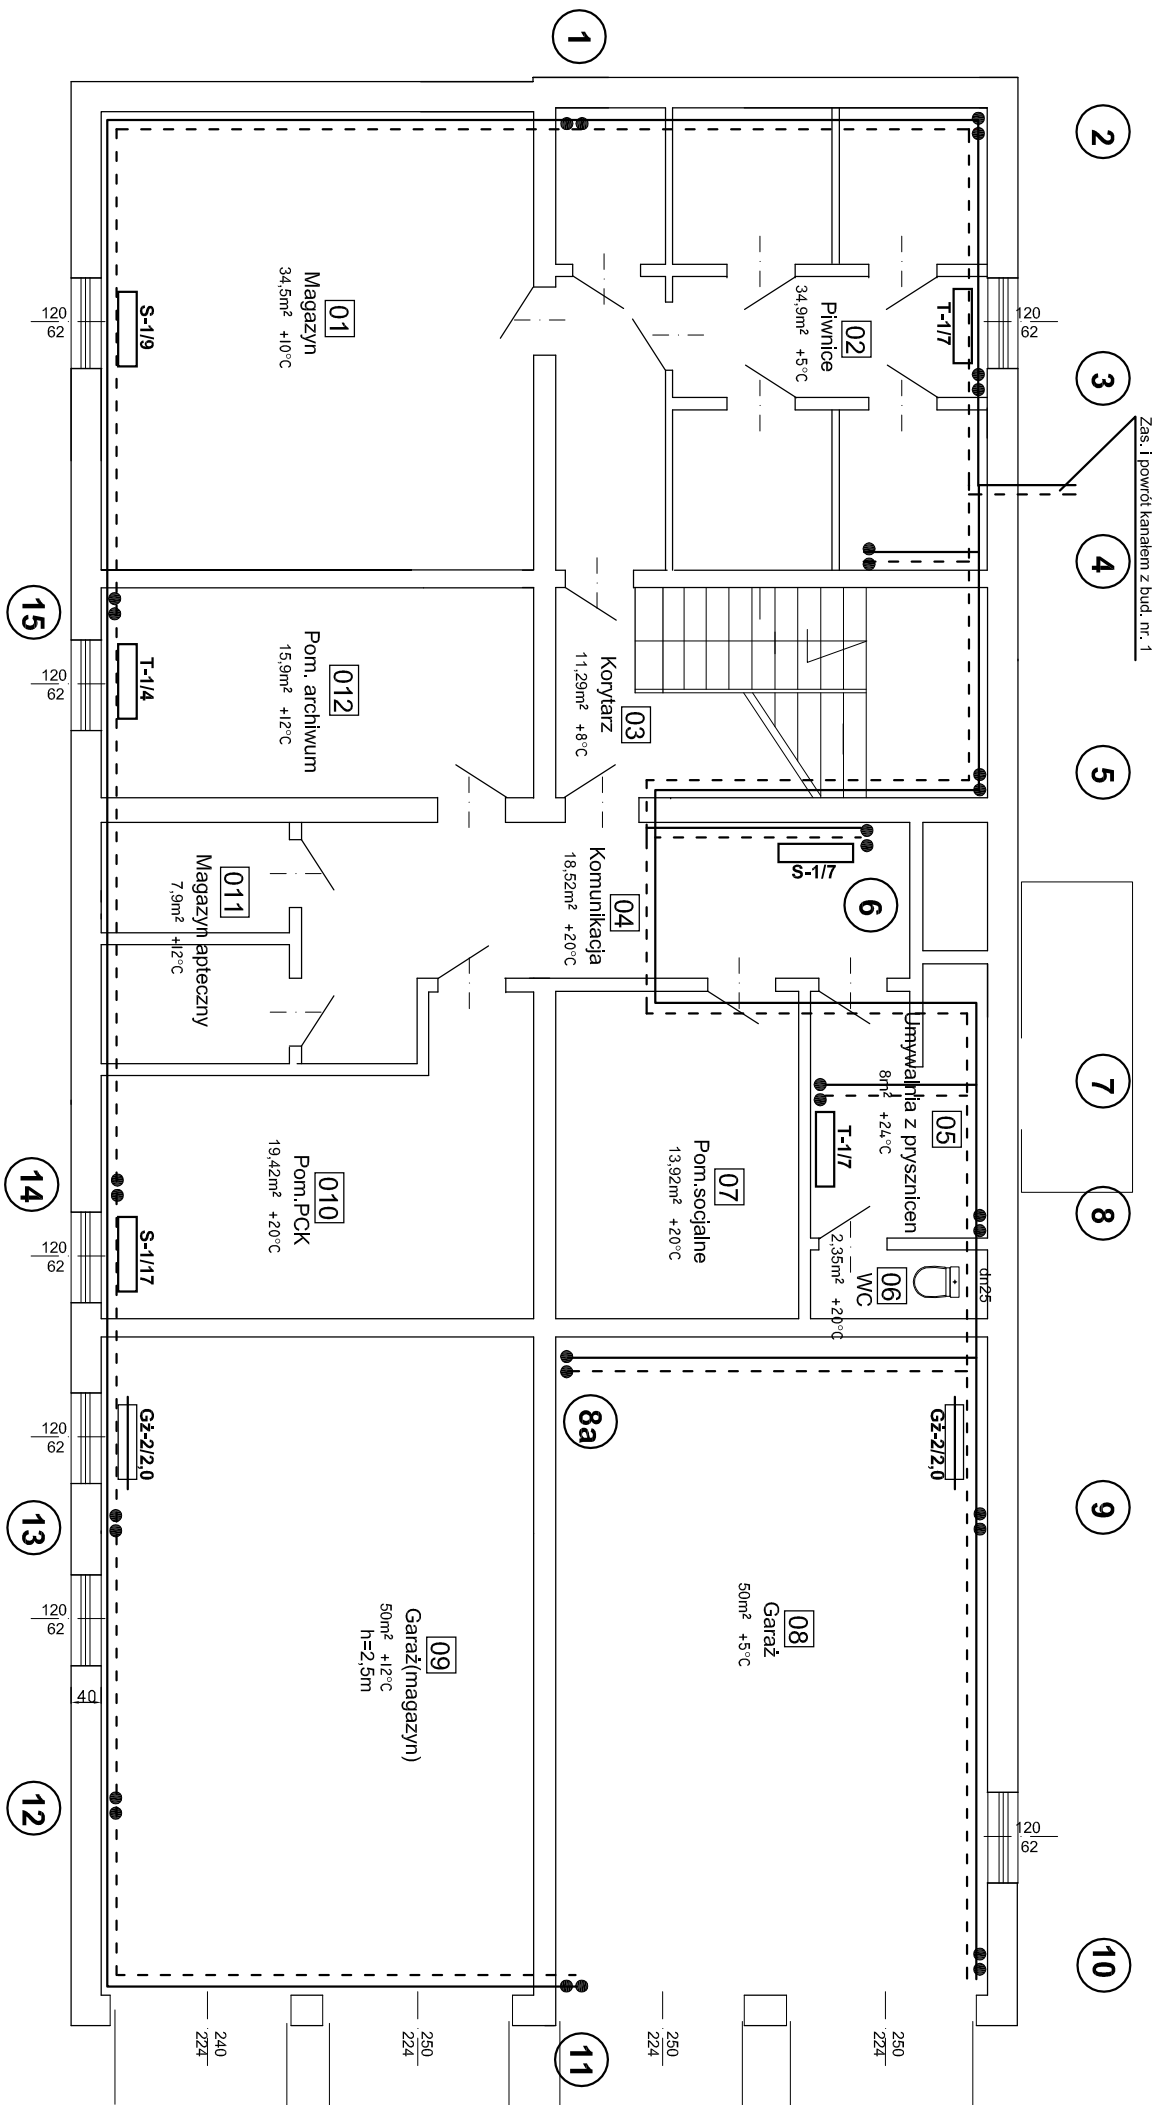 Zas. i powrót kanałem z bud. nr. 1
1
2
3
4
5
6
7
8
8a
9
10
11
12
13
14
15
01
Magazyn
34,5m² +10°C
S-1/9
120
62
02
Piwnice
34,9m² +5°C
T-1/7
120
62
03
Korytarz
11,29m² +8°C
012
Pom. archiwum
15,9m² +12°C
T-1/4
120
62
04
Komunikacja
18,52m² +20°C
S-1/7
011
Magazyn apteczny
7,9m² +12°C
05
Umywalnia z prysznicen
8m² +24°C
T-1/7
06
WC
2,35m² +20°C
dn25
07
Pom.socjalne
13,92m² +20°C
010
Pom.PCK
19,42m² +20°C
S-1/17
120
62
Gż-2/2,0
120
62
Gż-2/2,0
08
Garaż
50m² +5°C
120
62
09
Garaż(magazyn)
50m² +12°C
h=2,5m
120
62
40
240
224
250
224
250
224
250
224